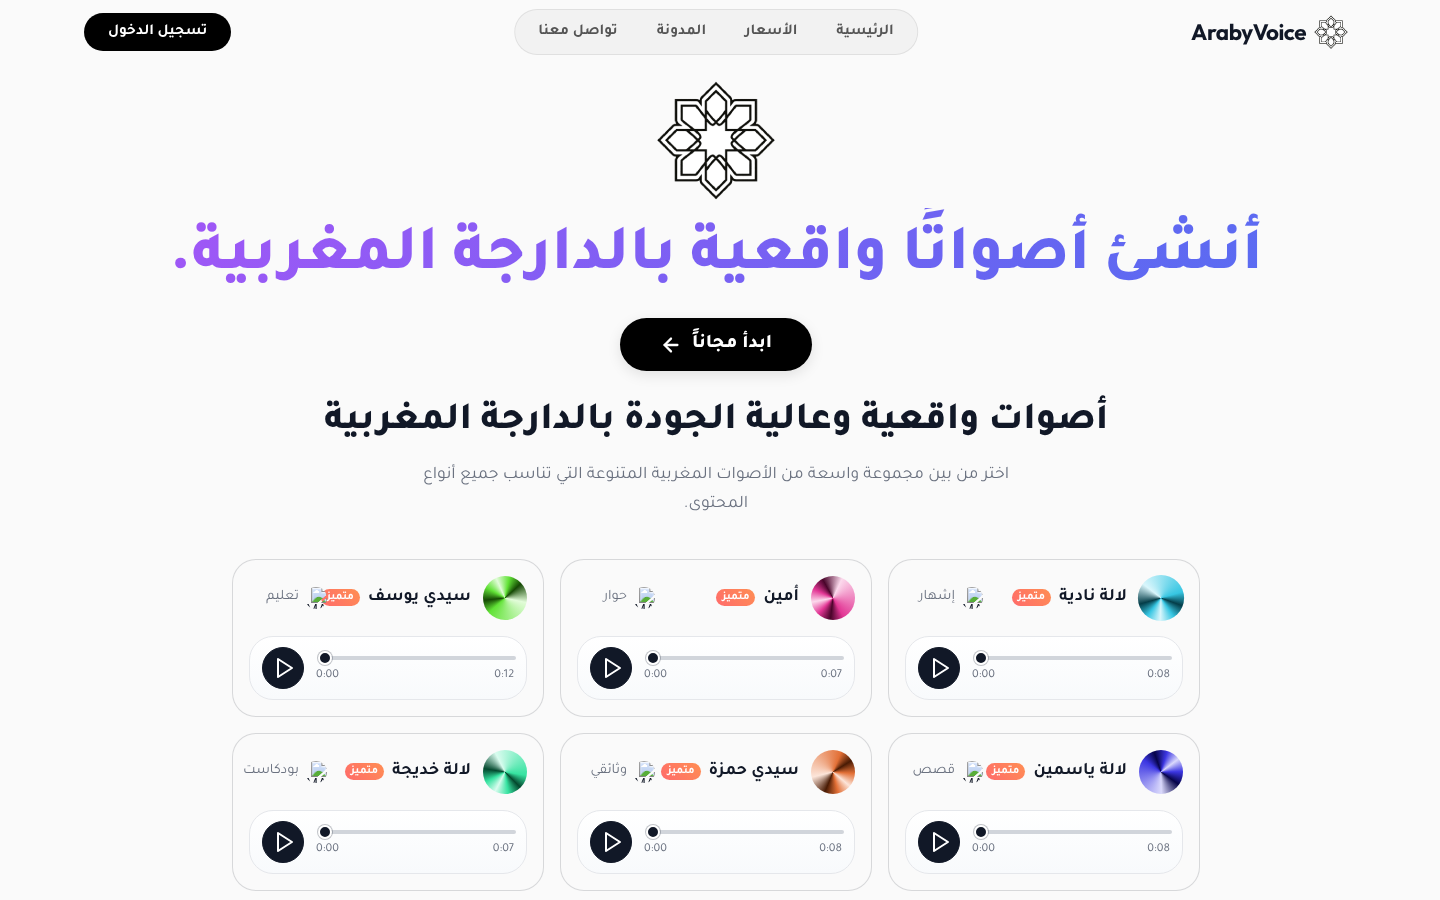 ArabyVoice
الرئيسية
الأسعار
المدونة
تواصل معنا
تسجيل الدخول
أنشئ أصواتًا واقعية بالدارجة المغربية.
ابدأ مجاناً
أصوات واقعية وعالية الجودة بالدارجة المغربية
اختر من بين مجموعة واسعة من الأصوات المغربية المتنوعة التي تناسب جميع أنواع
المحتوى.
لالة نادية متميز إشهار
0:00 0:08
أمين متميز حوار
0:00 0:07
سيدي يوسف متميز تعليم
0:00 0:12
لالة ياسمين متميز قصص
0:00 0:08
سيدي حمزة متميز وثائقي
0:00 0:08
لالة خديجة متميز بودكاست
0:00 0:07